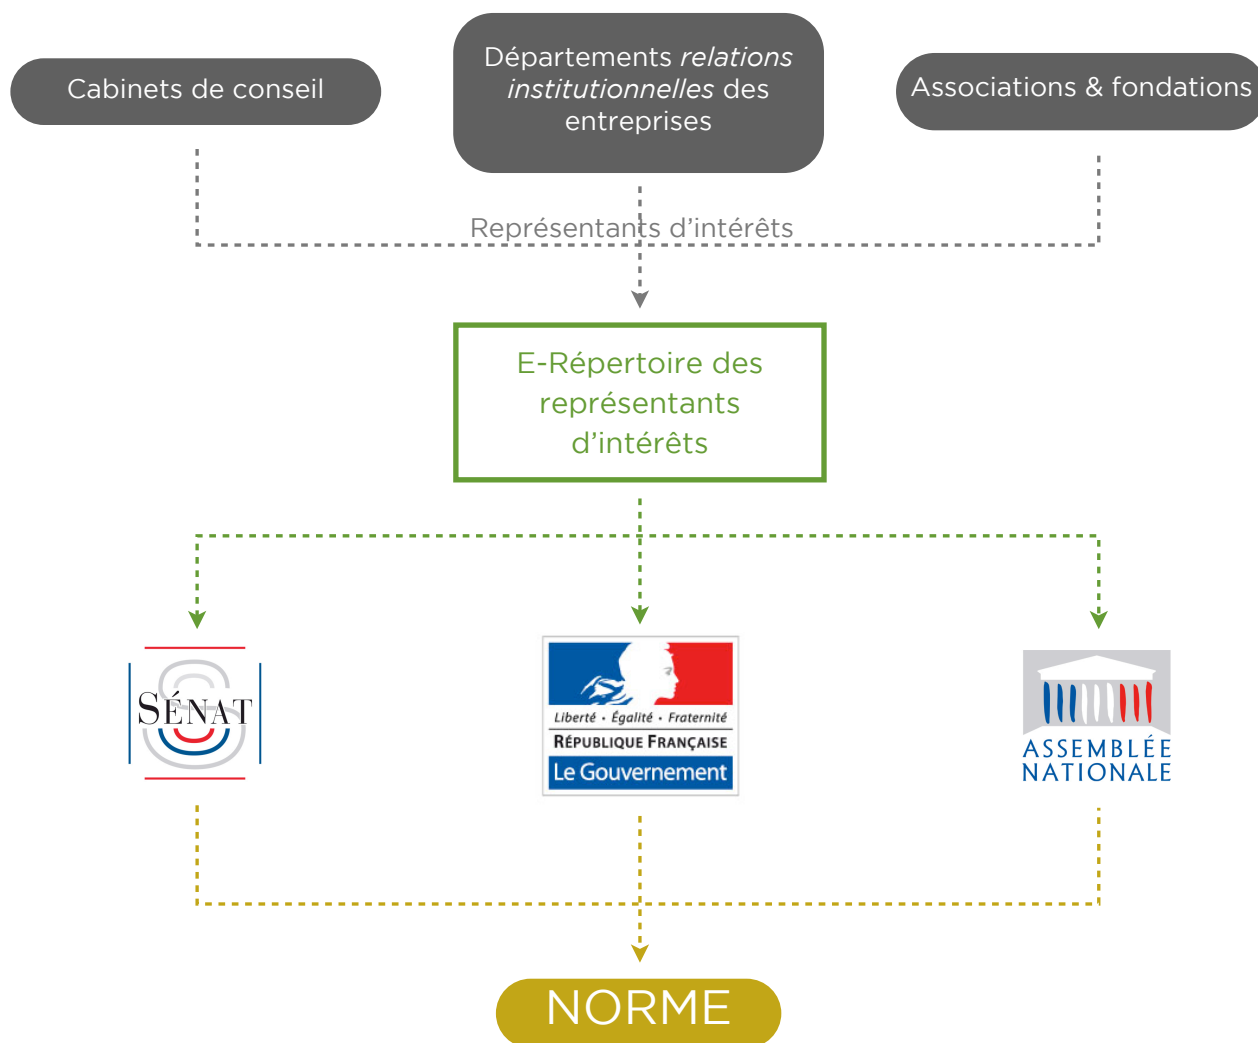 Cabinets de conseil
Départements relations
institutionnelles des
entreprises
Associations & fondations
Représentants d’intérêts
E-Répertoire des
représentants
d’intérêts
SÉNAT
Liberté • Égalité • Fraternité
RÉPUBLIQUE FRANÇAISE
Le Gouvernement
ASSEMBLÉE
NATIONALE
NORME